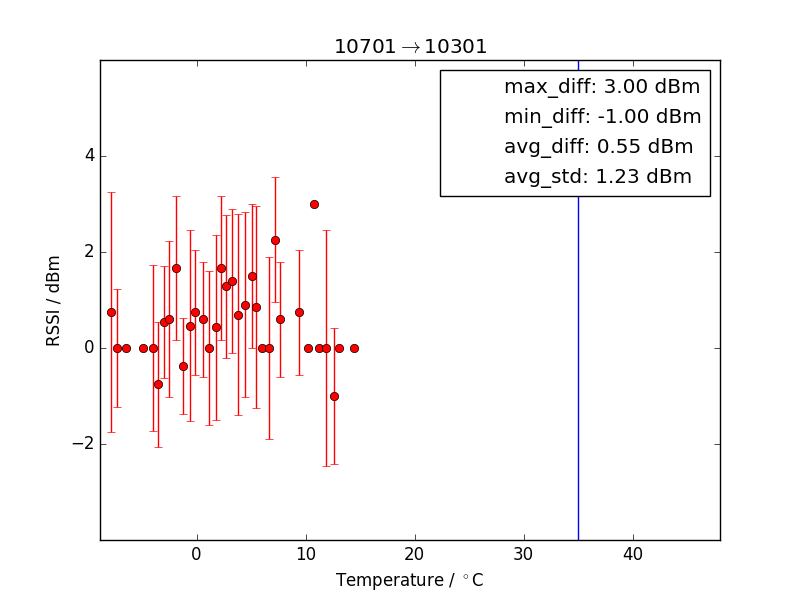 10701→10301
max_diff: 3.00 dBm
min_diff: -1.00 dBm
avg_diff: 0.55 dBm
avg_std: 1.23 dBm
RSSI / dBm
4
2
0
−2
0 10 20 30 40
Temperature / °C